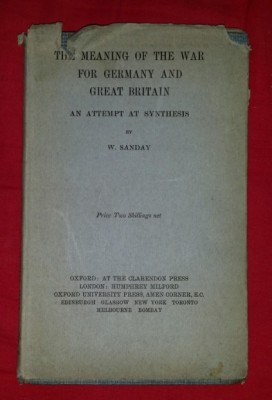 THE MEANING OF THE WAR
FOR GERMANY AND
GREAT BRITAIN
AN ATTEMPT AT SYNTHESIS
BY
W. SANDAY
Price Two Shillings net
OXFORD: AT THE CLARENDON PRESS
LONDON: HUMPHREY MILFORD
OXFORD UNIVERSITY PRESS, AMEN CORNER, E.C.
EDINBURGH GLASGOW NEW YORK TORONTO
MELBOURNE BOMBAY